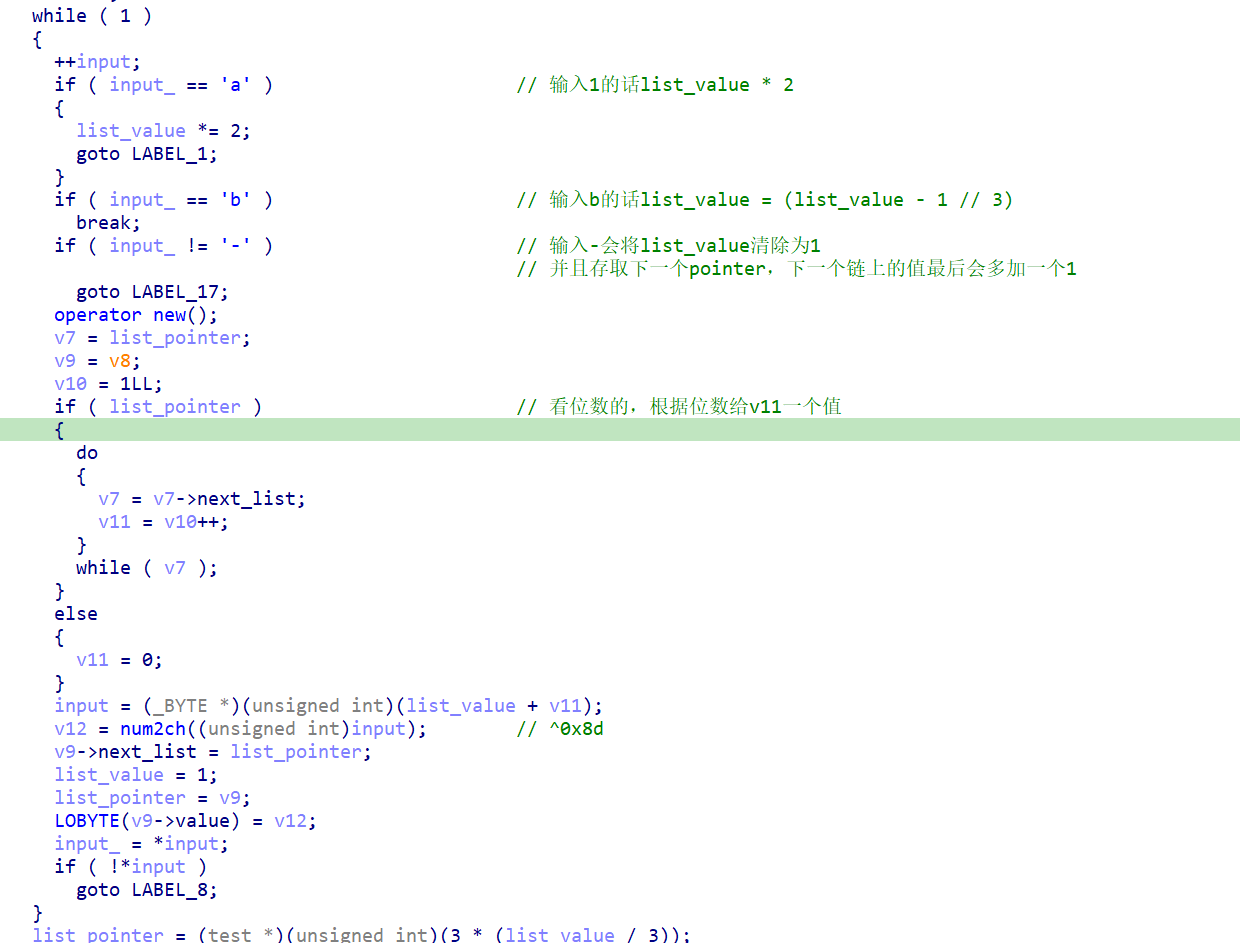 while ( 1 )
{
++input;
if ( input_ == 'a' ) // 输入1的话list_value * 2
{
list_value *= 2;
goto LABEL_1;
}
if ( input_ == 'b' ) // 输入b的话list_value = (list_value - 1 // 3)
break;
if ( input_ != '-' ) // 输入-会将list_value清除为1
// 并且存取下一个pointer，下一个链上的值最后会多加一个1
goto LABEL_17;
operator new();
v7 = list_pointer;
v9 = v8;
v10 = 1LL;
if ( list_pointer ) // 看位数的，根据位数给v11一个值
{
do
{
v7 = v7->next_list;
v11 = v10++;
}
while ( v7 );
}
else
{
v11 = 0;
}
input = (_BYTE *)(unsigned int)(list_value + v11);
v12 = num2ch((unsigned int)input); // ^0x8d
v9->next_list = list_pointer;
list_value = 1;
list_pointer = v9;
LOBYTE(v9->value) = v12;
input_ = *input;
if ( !*input )
goto LABEL_8;
}
list_pointer = (test *)(unsigned int)(3 * (list_value / 3));